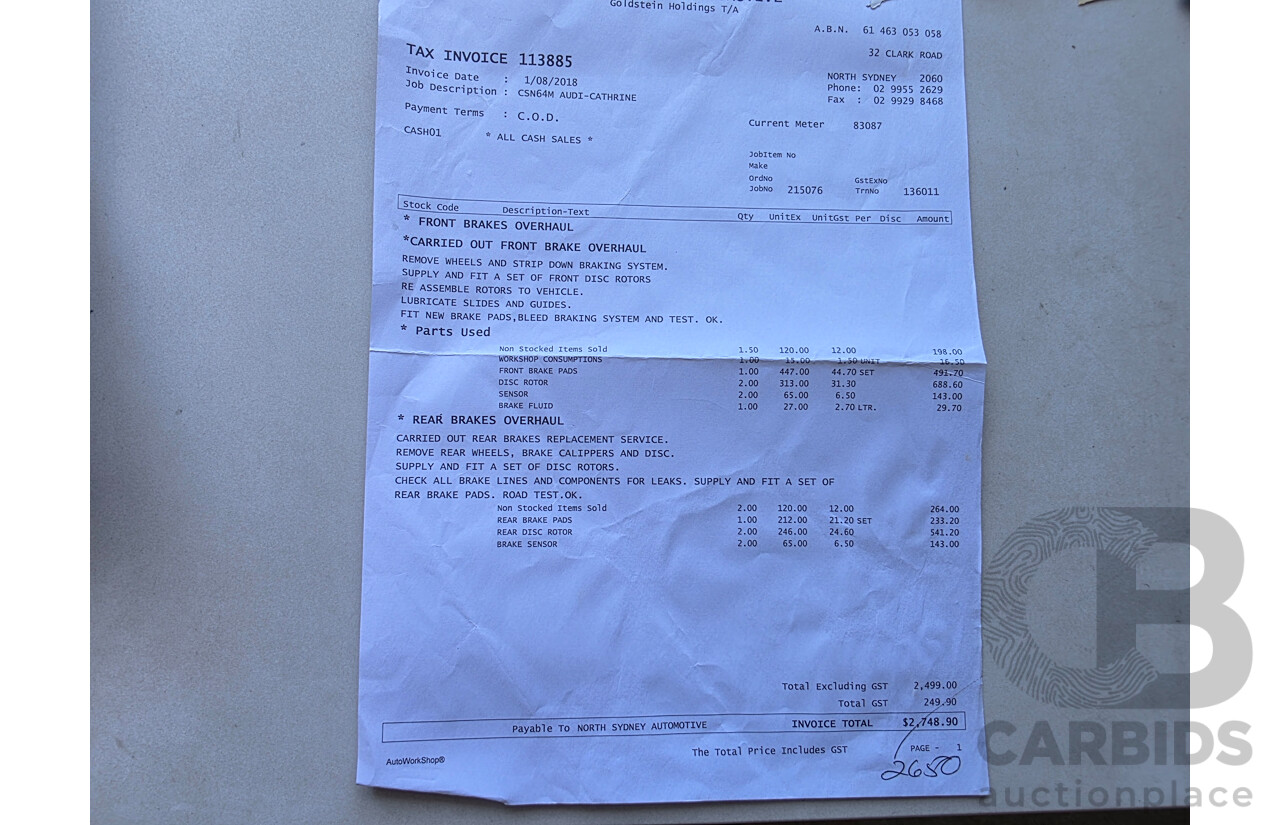 Goldstein Holdings T/A
A.B.N. 61 463 053 058
32 CLARK ROAD
TAX INVOICE 113885
Invoice Date : 1/08/2018
Job Description : CSN64M AUDI-CATHRINE
NORTH SYDNEY 2060
Phone: 02 9955 2629
Fax : 02 9929 8468
Payment Terms : C.O.D.
Current Meter 83087
CASH01 * ALL CASH SALES *
JobItem No
Make
OrdNo GstExNo
JobNo 215076 TrnNo 136011
Stock Code Description-Text Qty UnitEx UnitGst Per Disc Amount
* FRONT BRAKES OVERHAUL
*CARRIED OUT FRONT BRAKE OVERHAUL
REMOVE WHEELS AND STRIP DOWN BRAKING SYSTEM.
SUPPLY AND FIT A SET OF FRONT DISC ROTORS
RE ASSEMBLE ROTORS TO VEHICLE.
LUBRICATE SLIDES AND GUIDES.
FIT NEW BRAKE PADS,BLEED BRAKING SYSTEM AND TEST. OK.
* Parts Used
Non Stocked Items Sold 1.50 120.00 12.00 198.00
WORKSHOP CONSUMPTIONS 1.00 15.00 1.50 UNIT 16.50
FRONT BRAKE PADS 1.00 447.00 44.70 SET 491.70
DISC ROTOR 2.00 313.00 31.30 688.60
SENSOR 2.00 65.00 6.50 143.00
BRAKE FLUID 1.00 27.00 2.70 LTR. 29.70
* REAR BRAKES OVERHAUL
CARRIED OUT REAR BRAKES REPLACEMENT SERVICE.
REMOVE REAR WHEELS, BRAKE CALIPPERS AND DISC.
SUPPLY AND FIT A SET OF DISC ROTORS.
CHECK ALL BRAKE LINES AND COMPONENTS FOR LEAKS. SUPPLY AND FIT A SET OF
REAR BRAKE PADS. ROAD TEST.OK.
Non Stocked Items Sold 2.00 120.00 12.00 264.00
REAR BRAKE PADS 1.00 212.00 21.20 SET 233.20
REAR DISC ROTOR 2.00 246.00 24.60 541.20
BRAKE SENSOR 2.00 65.00 6.50 143.00
Total Excluding GST 2,499.00
Total GST 249.90
Payable To NORTH SYDNEY AUTOMOTIVE INVOICE TOTAL $2,748.90
The Total Price Includes GST PAGE - 1
AutoWorkShop®
2650
CB
CARBIDS
auctionplace